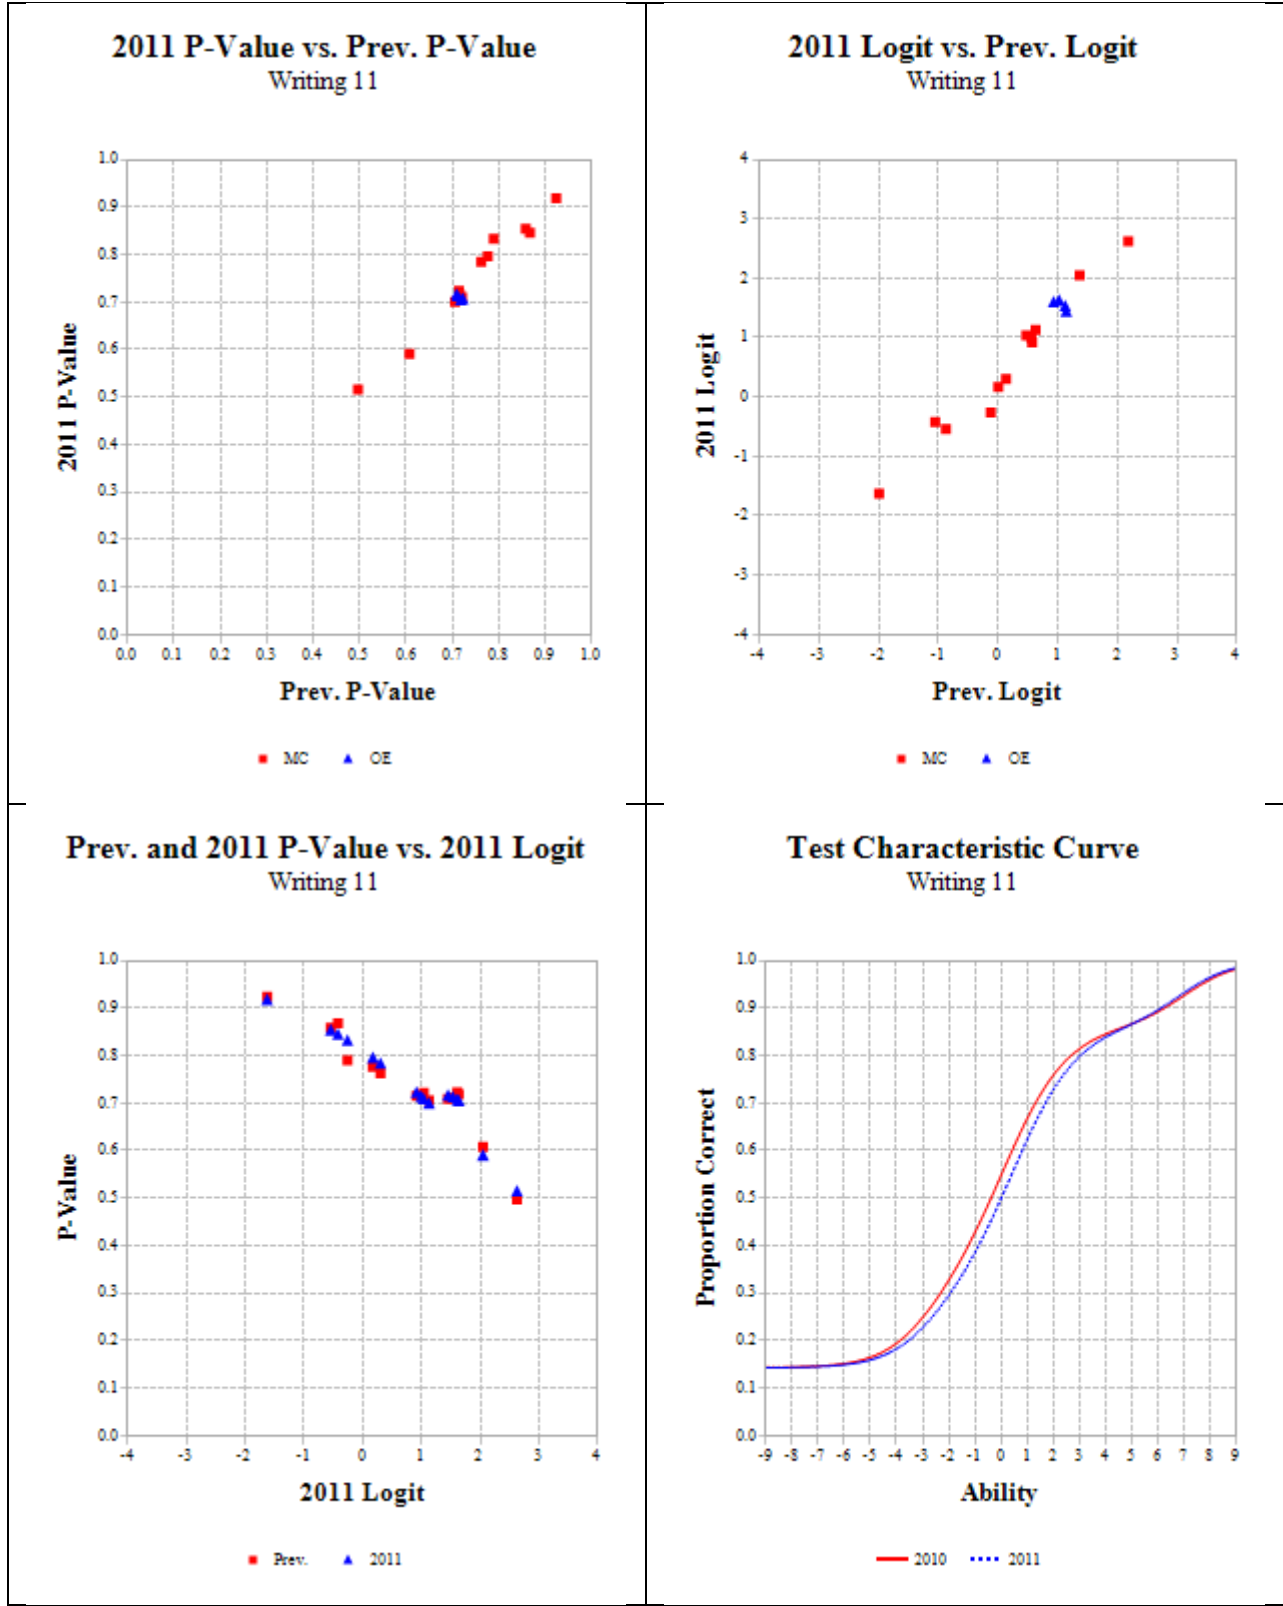 2011 P-Value vs. Prev. P-Value
Writing 11
1.0
0.9
0.8
0.7
0.6
0.5
0.4
0.3
0.2
0.1
0.0
2011 P-Value
0.0 0.1 0.2 0.3 0.4 0.5 0.6 0.7 0.8 0.9 1.0
Prev. P-Value
MC OE
2011 Logit vs. Prev. Logit
Writing 11
4
3
2
1
0
-1
-2
-3
-4
2011 Logit
-4 -3 -2 -1 0 1 2 3 4
Prev. Logit
MC OE
Prev. and 2011 P-Value vs. 2011 Logit
Writing 11
1.0
0.9
0.8
0.7
0.6
0.5
0.4
0.3
0.2
0.1
0.0
P-Value
-4 -3 -2 -1 0 1 2 3 4
2011 Logit
Prev. 2011
Test Characteristic Curve
Writing 11
1.0
0.9
0.8
0.7
0.6
0.5
0.4
0.3
0.2
0.1
0.0
Proportion Correct
-9 -8 -7 -6 -5 -4 -3 -2 -1 0 1 2 3 4 5 6 7 8 9
Ability
2010 2011